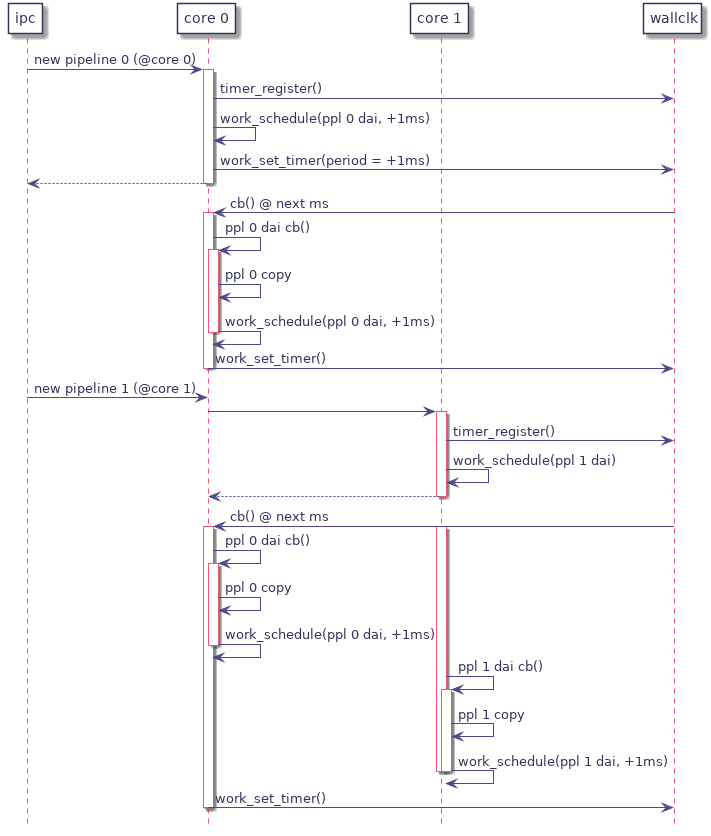 ipc
core 0
core 1
wallclk
new pipeline 0 (@core 0)
timer_register()
work_schedule(ppl 0 dai, +1ms)
work_set_timer(period = +1ms)
cb() @ next ms
ppl 0 dai cb()
ppl 0 copy
work_schedule(ppl 0 dai, +1ms)
work_set_timer()
new pipeline 1 (@core 1)
timer_register()
work_schedule(ppl 1 dai)
cb() @ next ms
ppl 0 dai cb()
ppl 0 copy
work_schedule(ppl 0 dai, +1ms)
ppl 1 dai cb()
ppl 1 copy
work_schedule(ppl 1 dai, +1ms)
work_set_timer()